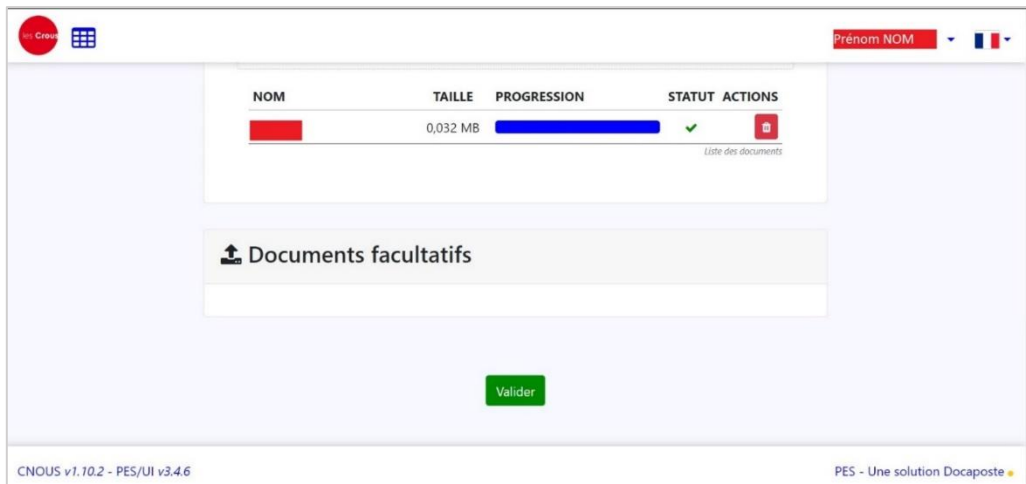 les Crous
Prénom NOM
NOM TAILLE PROGRESSION STATUT ACTIONS
0,032 MB
Liste des documents
Documents facultatifs
Valider
CNOUS v1.10.2 - PES/UI v3.4.6
PES - Une solution Docaposte